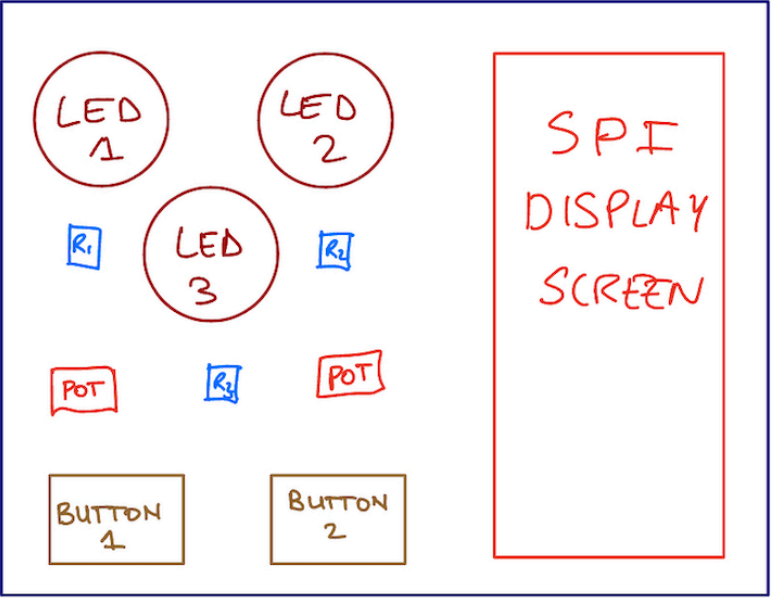 LED
1
LED
2
SPI
DISPLAY
SCREEN
R1
LED
3
R2
POT
R3
POT
BUTTON
1
BUTTON
2